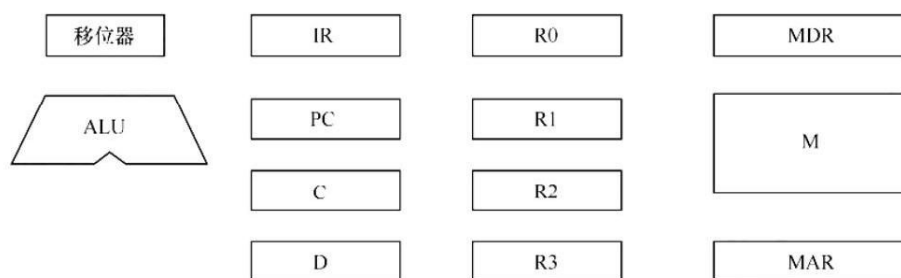 移位器 IR R0 MDR
ALU PC R1 M
C R2
D R3 MAR